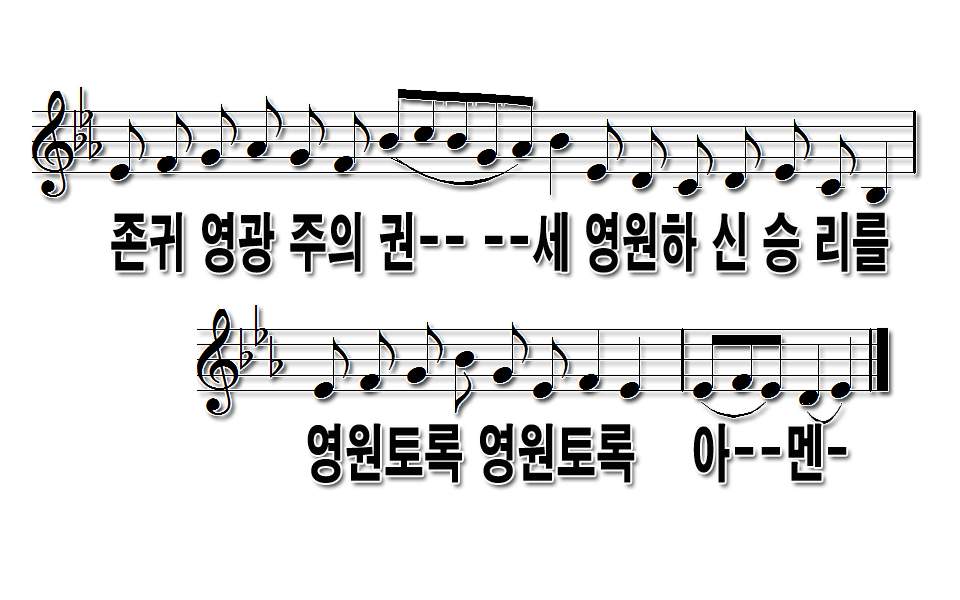 존귀 영광 주의 권-- --세 영원하 신 승 리를
영원토록 영원토록 아--멘-